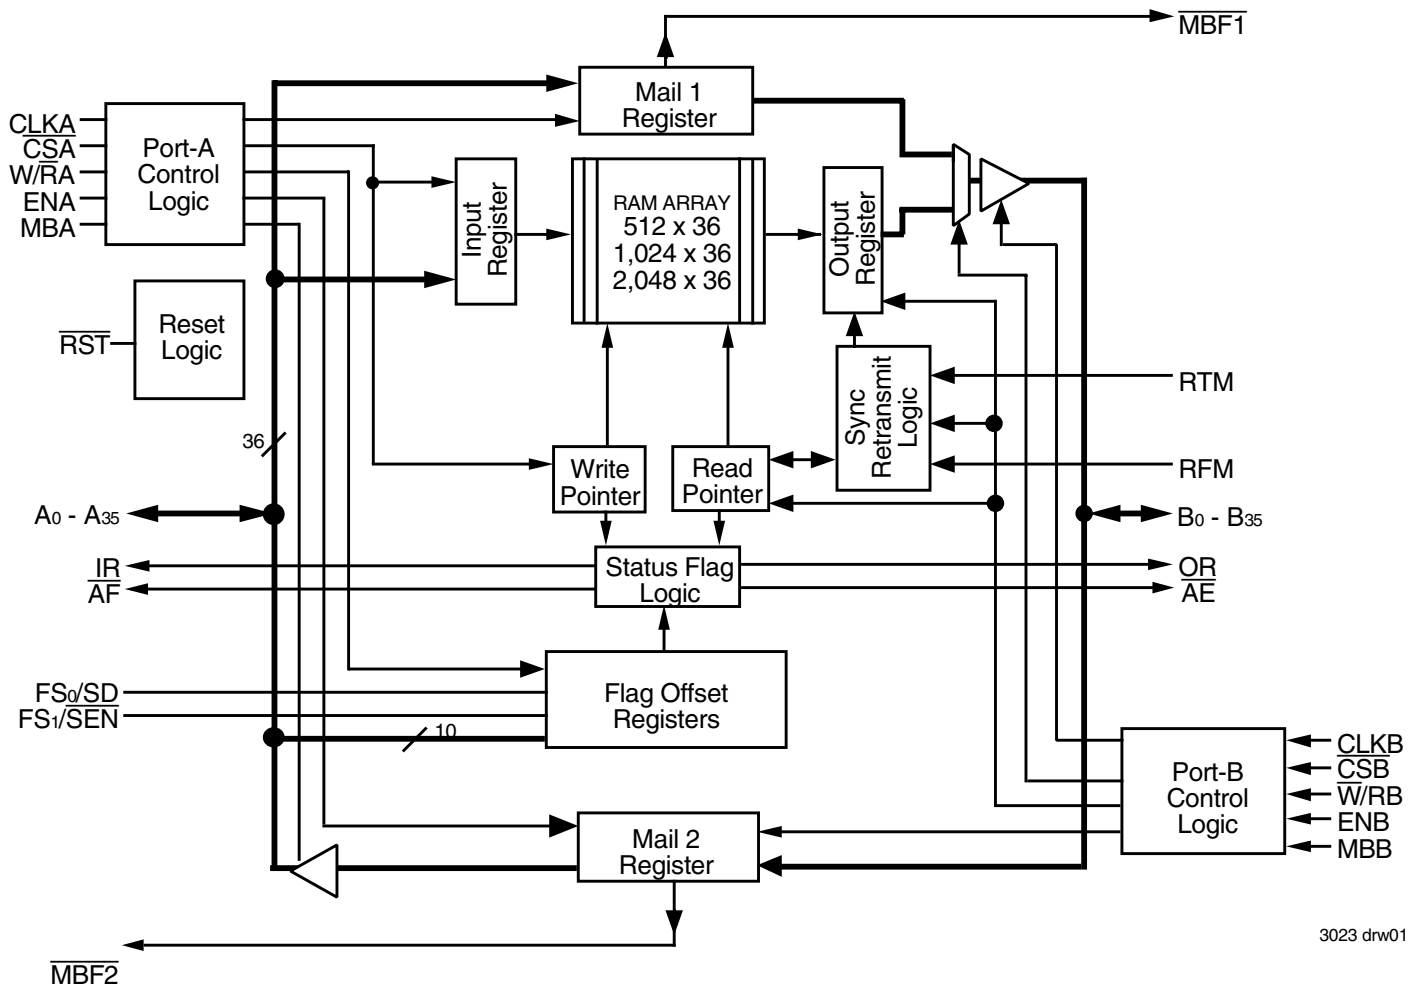 MBF1
Mail 1
Register
CLKA
CSA
W/RA
ENA
MBA
Port-A
Control
Logic
Input
Register
RAM ARRAY
512 x 36
1,024 x 36
2,048 x 36
Output
Register
RST
Reset
Logic
Sync
Retransmit
Logic
RTM
RFM
36
Write
Pointer
Read
Pointer
A0 - A35
B0 - B35
IR
AF
Status Flag
Logic
OR
AE
FS0/SD
FS1/SEN
Flag Offset
Registers
10
Port-B
Control
Logic
CLKB
CSB
W/RB
ENB
MBB
Mail 2
Register
MBF2
3023 drw01